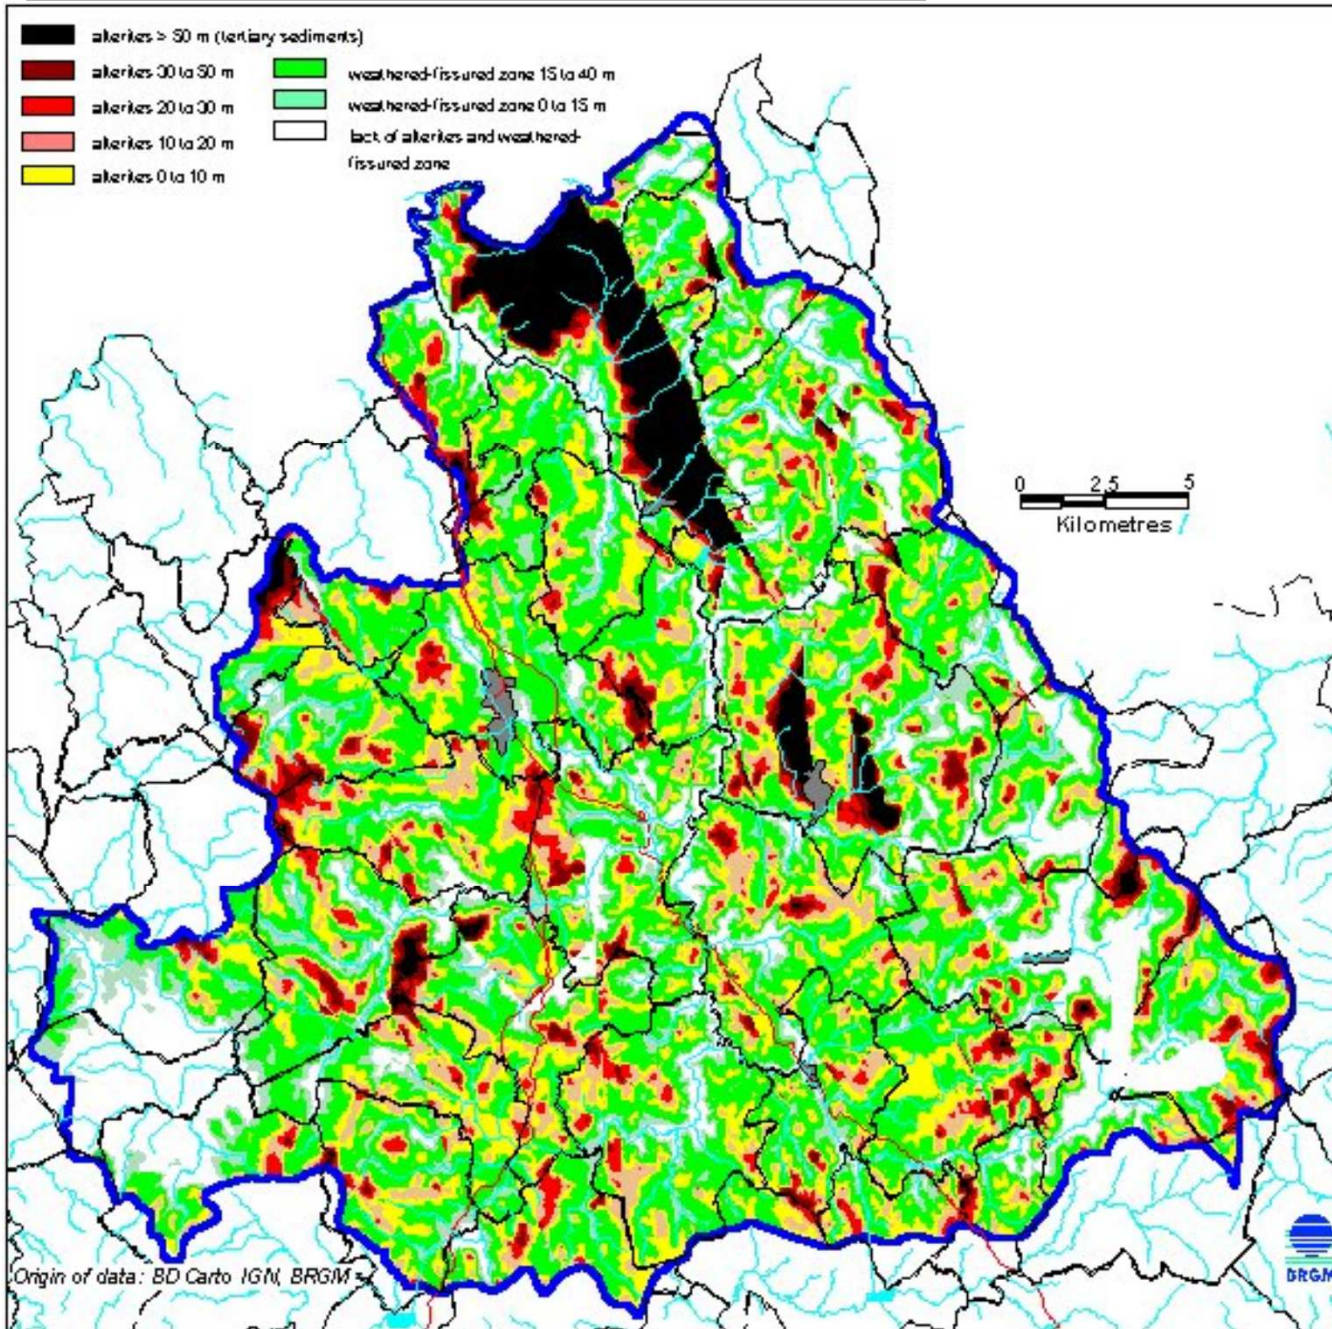 alterites > 50 m (tertiary sediments)
alterites 30 to 50 m
alterites 20 to 30 m
alterites 10 to 20 m
alterites 0 to 10 m
weathered-fissured zone 15 to 40 m
weathered-fissured zone 0 to 15 m
lack of alterites and weathered-
fissured zone
0 2,5 5
Kilometres
Origin of data: BD Carto IGN, BRGM
BRGM